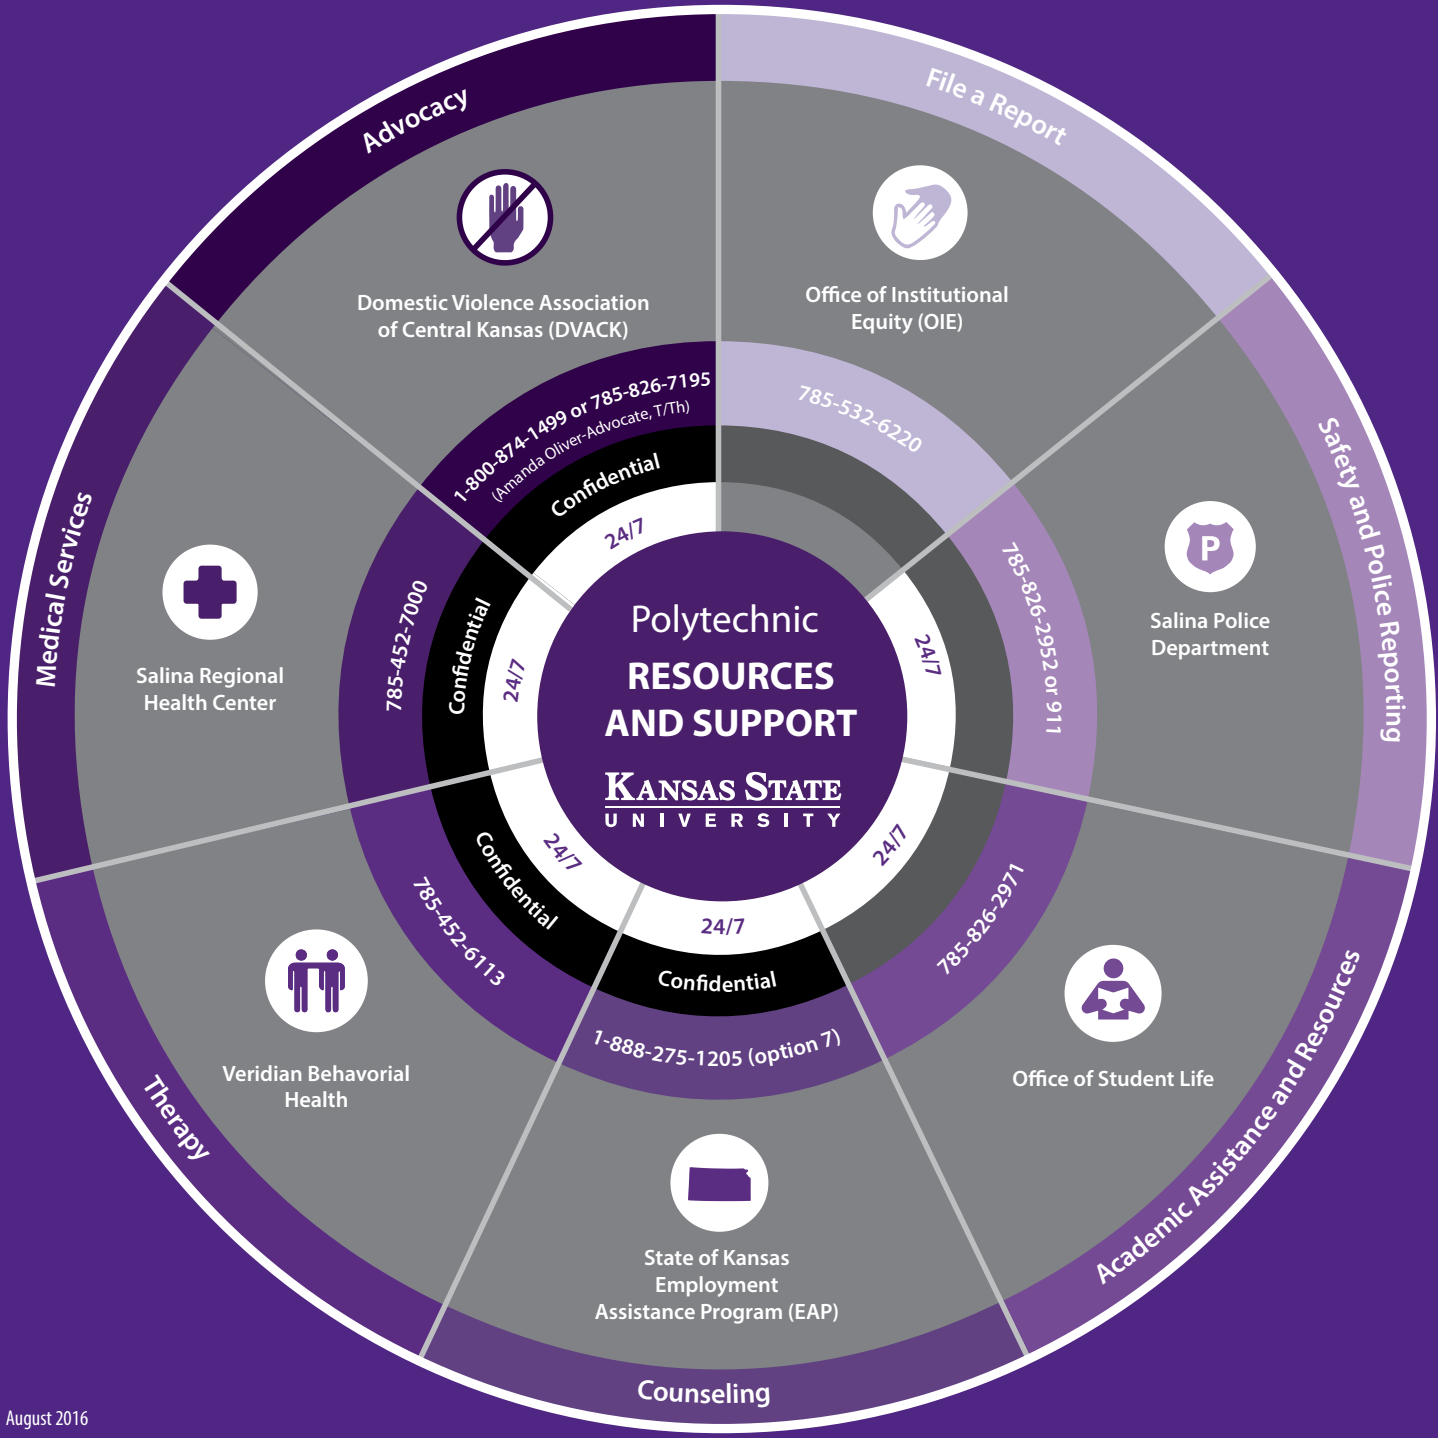 Polytechnic
RESOURCES
AND SUPPORT
KANSAS STATE
UNIVERSITY
File a Report
Office of Institutional
Equity (OIE)
785-532-6220
Safety and Police Reporting
Salina Police
Department
785-826-2952 or 911
24/7
Academic Assistance and Resources
Office of Student Life
785-826-2971
24/7
Counseling
State of Kansas
Employment
Assistance Program (EAP)
1-888-275-1205 (option 7)
Confidential
24/7
Therapy
Veridian Behavorial
Health
785-452-6113
Confidential
24/7
Medical Services
Salina Regional
Health Center
785-452-7000
Confidential
24/7
Advocacy
Domestic Violence Association
of Central Kansas (DVACK)
1-800-874-1499 or 785-826-7195
(Amanda Oliver-Advocate, T/Th)
Confidential
24/7
P
August 2016